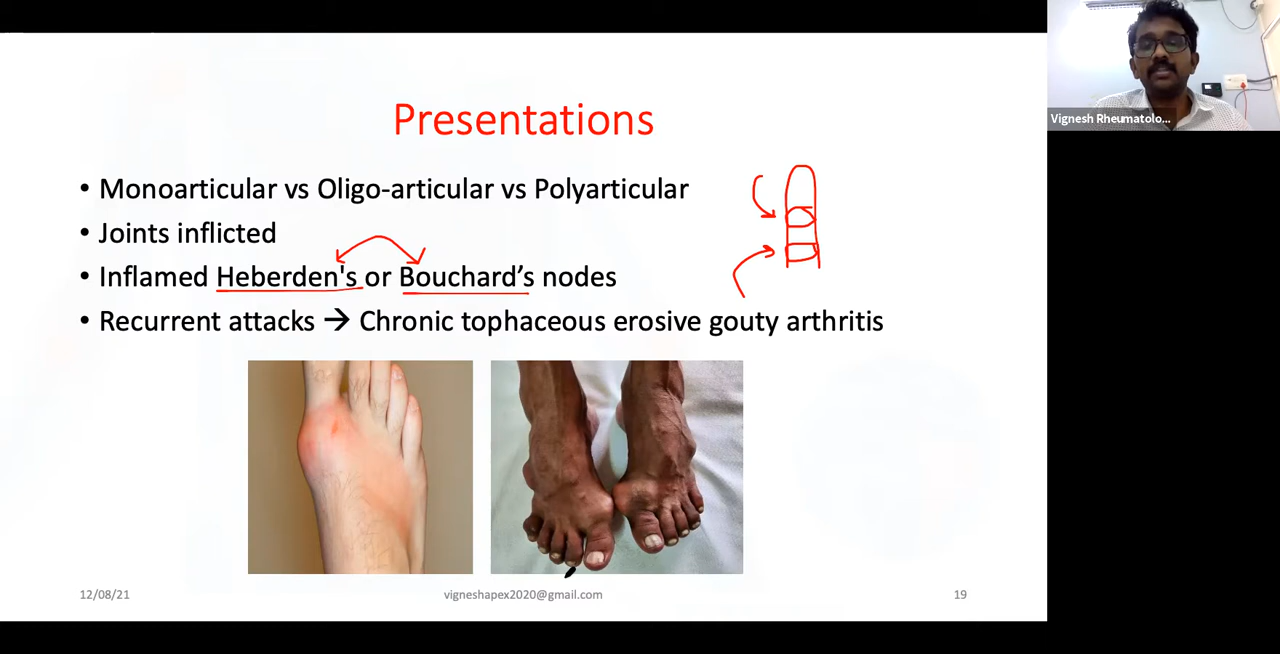 Presentations
• Monoarticular vs Oligo-articular vs Polyarticular
• Joints inflicted
• Inflamed Heberden's or Bouchard’s nodes
• Recurrent attacks → Chronic tophaceous erosive gouty arthritis
12/08/21
vigneshapex2020@gmail.com
19
Vignesh Rheumatolo...